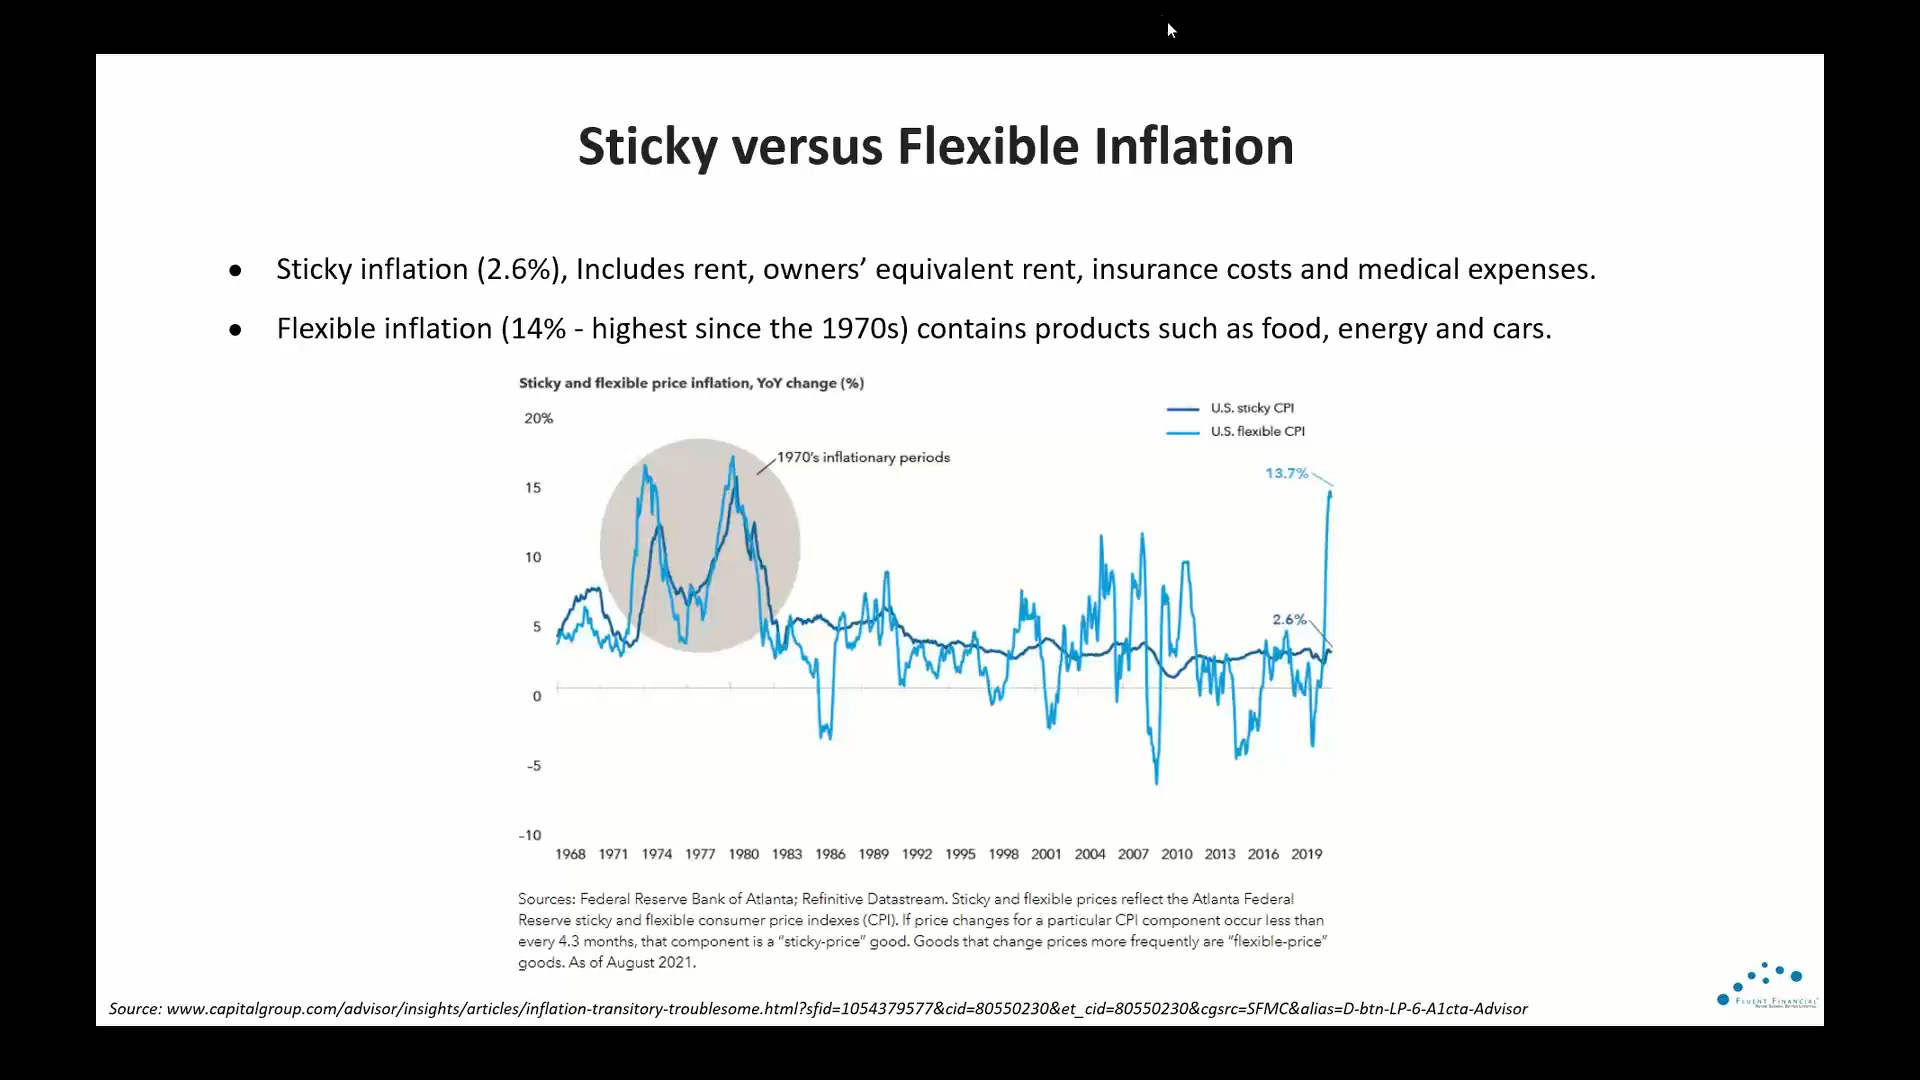 Sticky versus Flexible Inflation
● Sticky inflation (2.6%), Includes rent, owners’ equivalent rent, insurance costs and medical expenses.
● Flexible inflation (14% - highest since the 1970s) contains products such as food, energy and cars.
Sticky and flexible price inflation, YoY change (%)
20%
15
10
5
0
–5
–10
U.S. sticky CPI
U.S. flexible CPI
1970’s inflationary periods
13.7%
2.6%
1968 1971 1974 1977 1980 1983 1986 1989 1992 1995 1998 2001 2004 2007 2010 2013 2016 2019
Sources: Federal Reserve Bank of Atlanta; Refinitive Datastream. Sticky and flexible prices reflect the Atlanta Federal
Reserve sticky and flexible consumer price indexes (CPI). If price changes for a particular CPI component occur less than
every 4.3 months, that component is a “sticky-price” good. Goods that change prices more frequently are “flexible-price”
goods. As of August 2021.
Source: www.capitalgroup.com/advisor/insights/articles/inflation-transitory-troublesome.html?sfid=1054379577&cid=80550230&et_cid=80550230&cgsrc=SFMC&alias=D-btn-LP-6-A1cta-Advisor
Fluent Financial